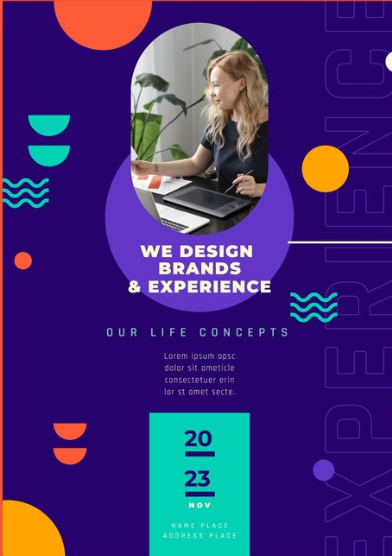 EXPERIENCE
WE DESIGN
BRANDS
& EXPERIENCE
OUR LIFE CONCEPTS
Lorem ipsum opsc
dolor sit ameticle
consectetuer erin
lor st amet secte.
20
23
NOV
NAME PLACE
ADDRESS PLACE